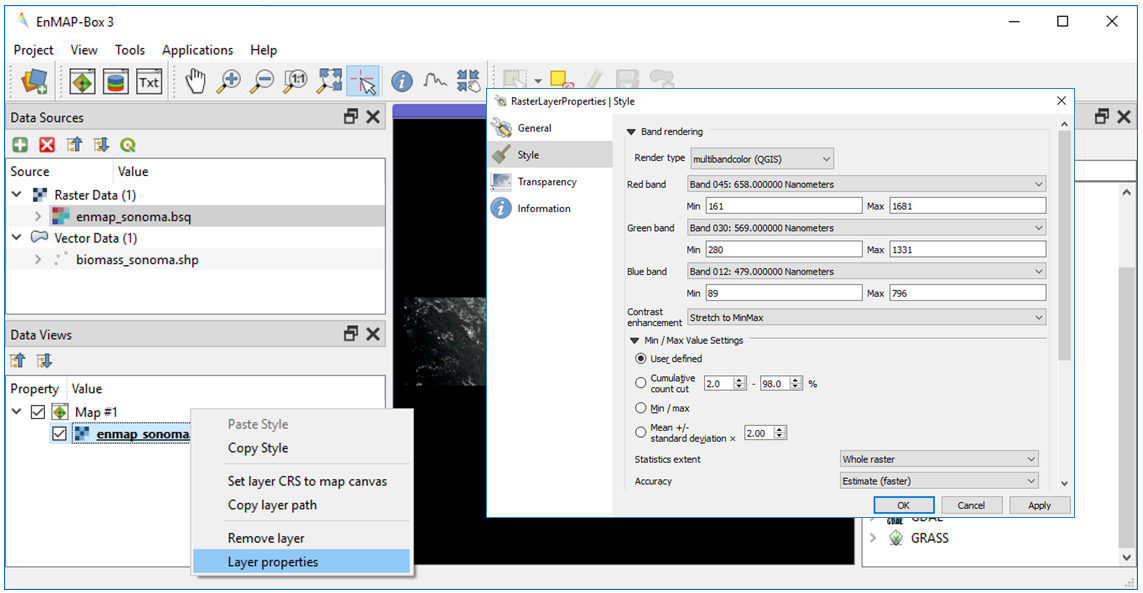 EnMAP-Box 3
Project View Tools Applications Help
Txt
1:1
Data Sources
Source Value
Raster Data (1)
enmap_sonoma.bsq
Vector Data (1)
biomass_sonoma.shp
Data Views
Property Value
Map #1
enmap_sonoma.
Paste Style
Copy Style
Set layer CRS to map canvas
Copy layer path
Remove layer
Layer properties
RasterLayerProperties | Style
General
Style
Transparency
Information
Band rendering
Render type multibandcolor (QGIS)
Red band Band 045: 658.000000 Nanometers
Min 161 Max 1681
Green band Band 030: 569.000000 Nanometers
Min 280 Max 1331
Blue band Band 012: 479.000000 Nanometers
Min 89 Max 796
Contrast
enhancement Stretch to MinMax
Min / Max Value Settings
User defined
Cumulative
count cut 2.0 - 98.0 %
Min / max
Mean +/-
standard deviation × 2.00
Statistics extent Whole raster
Accuracy Estimate (faster)
OK Cancel Apply
GDAL GDAL
GRASS